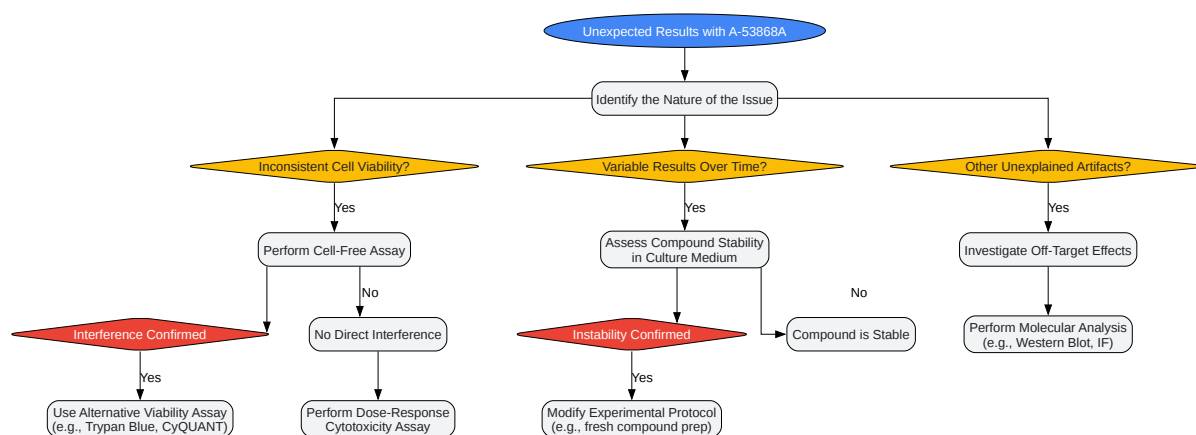 Unexpected Results with A-53868A
Identify the Nature of the Issue
Inconsistent Cell Viability?
Variable Results Over Time?
Other Unexplained Artifacts?
Yes
Yes
Yes
Perform Cell-Free Assay
Assess Compound Stability
in Culture Medium
Investigate Off-Target Effects
No
No
Interference Confirmed
No Direct Interference
Instability Confirmed
Compound is Stable
Perform Molecular Analysis
(e.g., Western Blot, IF)
Yes
Yes
Use Alternative Viability Assay
(e.g., Trypan Blue, CyQUANT)
Perform Dose-Response
Cytotoxicity Assay
Modify Experimental Protocol
(e.g., fresh compound prep)